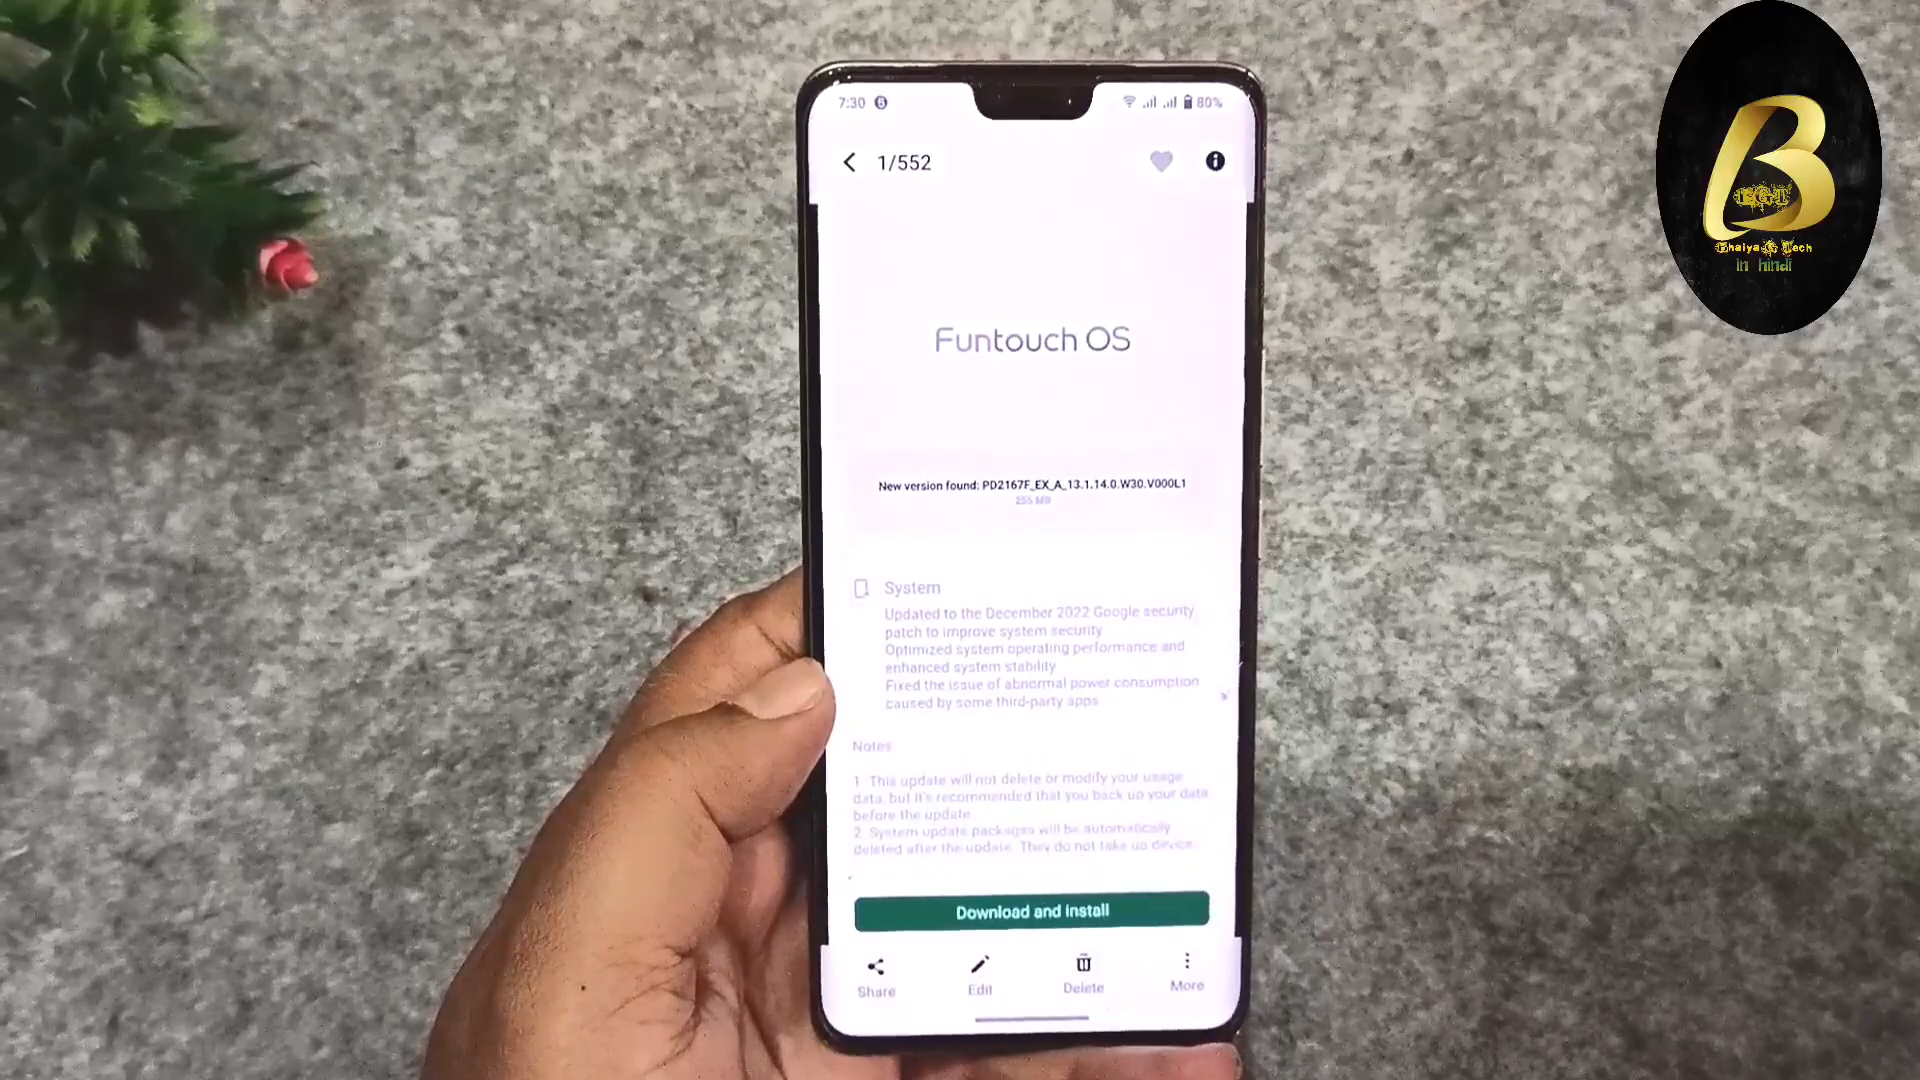 7:30
80%
1/552
Funtouch OS
New version found: PD2167F_EX_A_13.1.14.0.W30.V000L1
255 MB
System
Updated to the December 2022 Google security
patch to improve system security
Optimized system operating performance and
enhanced system stability
Fixed the issue of abnormal power consumption
caused by some third-party apps
Notes
1 This update will not delete or modify your usage
data, but it's recommended that you back up your data
before the update.
2 System update packages will be automatically
deleted after the update. They do not take up device
Download and install
Share
Edit
Delete
More
B
BGT
Bhaiya G Tech
in hindi